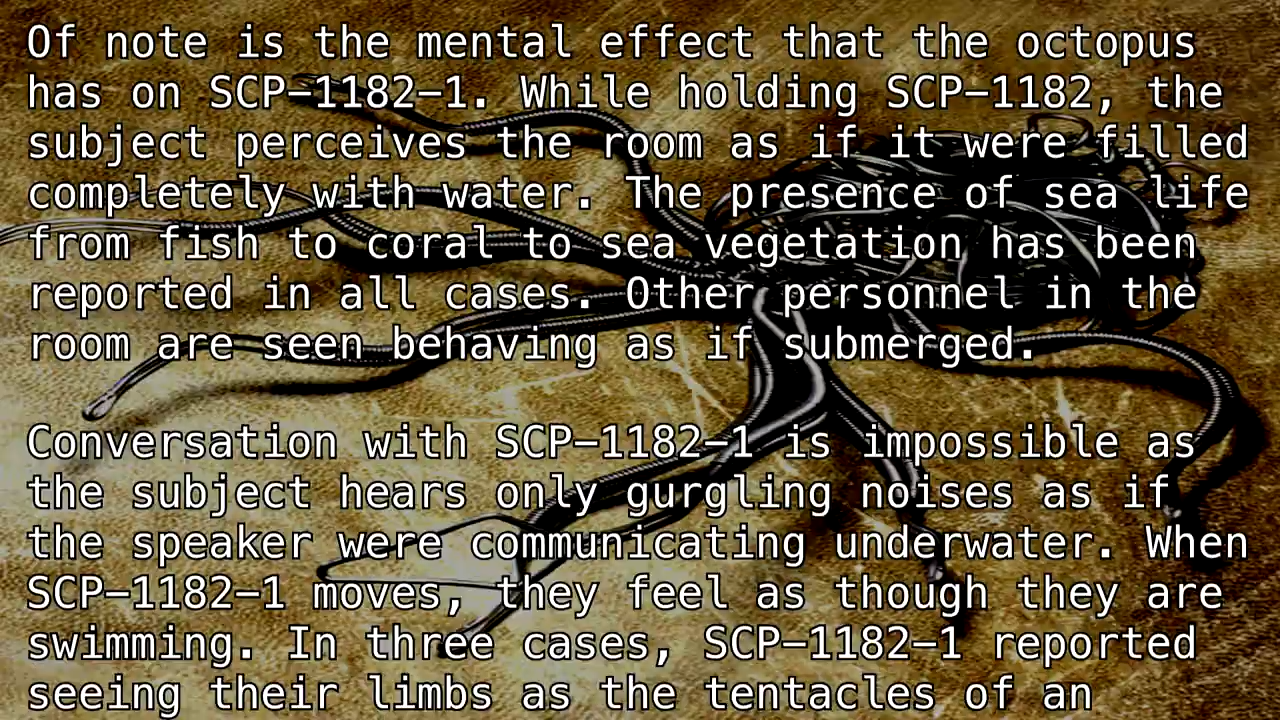 Of note is the mental effect that the octopus
has on SCP-1182-1. While holding SCP-1182, the
subject perceives the room as if it were filled
completely with water. The presence of sea life
from fish to coral to sea vegetation has been
reported in all cases. Other personnel in the
room are seen behaving as if submerged.
Conversation with SCP-1182-1 is impossible as
the subject hears only gurgling noises as if
the speaker were communicating underwater. When
SCP-1182-1 moves, they feel as though they are
swimming. In three cases, SCP-1182-1 reported
seeing their limbs as the tentacles of an